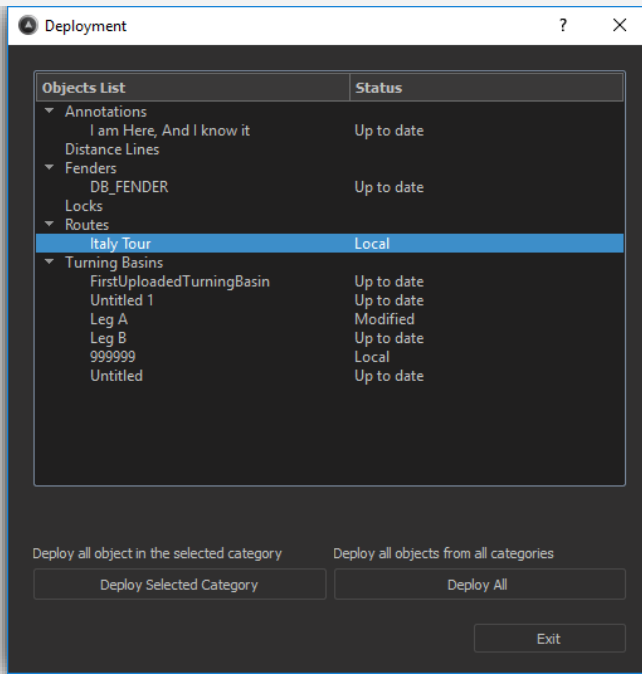 Deployment ?
Objects List Status
Annotations
I am Here, And I know it Up to date
Distance Lines
Fenders
DB_FENDER Up to date
Locks
Routes
Italy Tour Local
Turning Basins
FirstUploadedTurningBasin Up to date
Untitled 1 Up to date
Leg A Modified
Leg B Up to date
999999 Local
Untitled Up to date
Deploy all object in the selected category Deploy all objects from all categories
Deploy Selected Category Deploy All
Exit